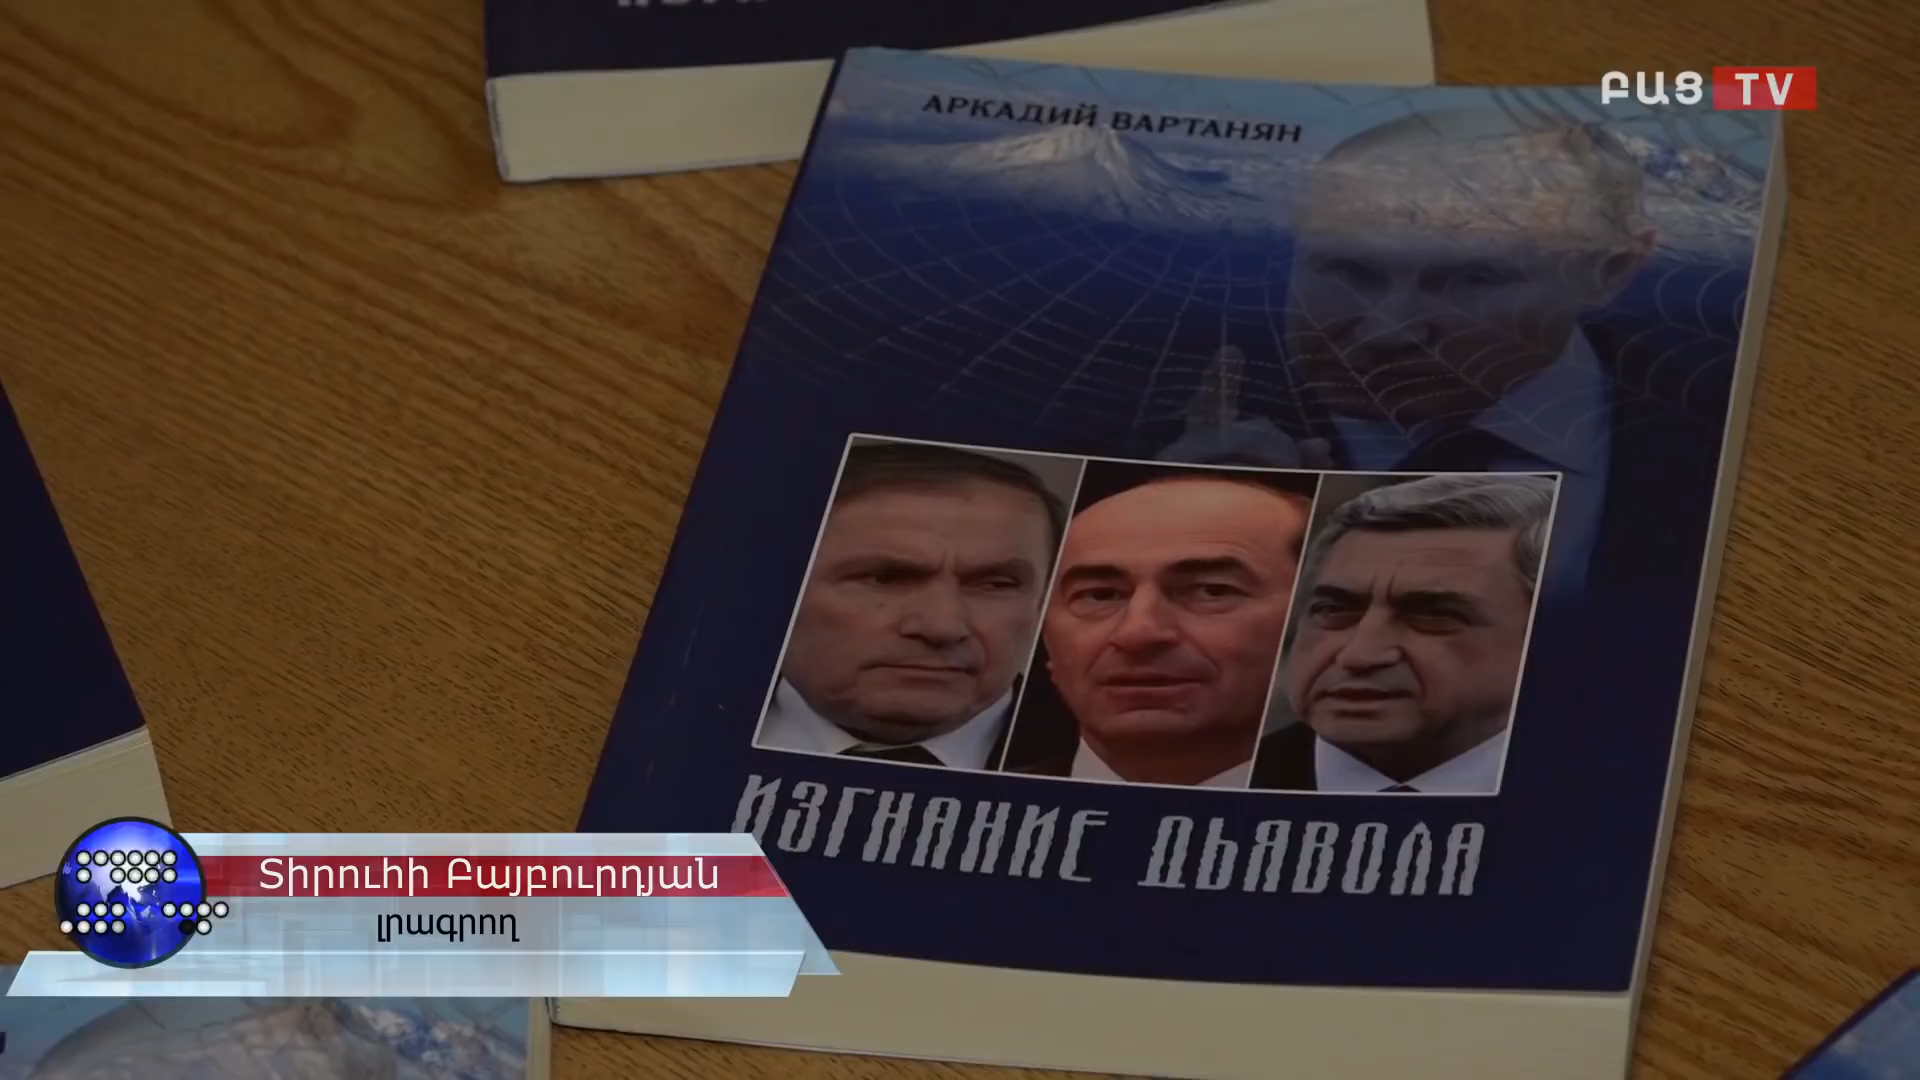 ԲԱՑ TV
АРКАДИЙ ВАРТАНЯН
ИЗГНАНИЕ ДЬЯВОЛА
Տիրուհի Բայբուրդյան
լրագրող